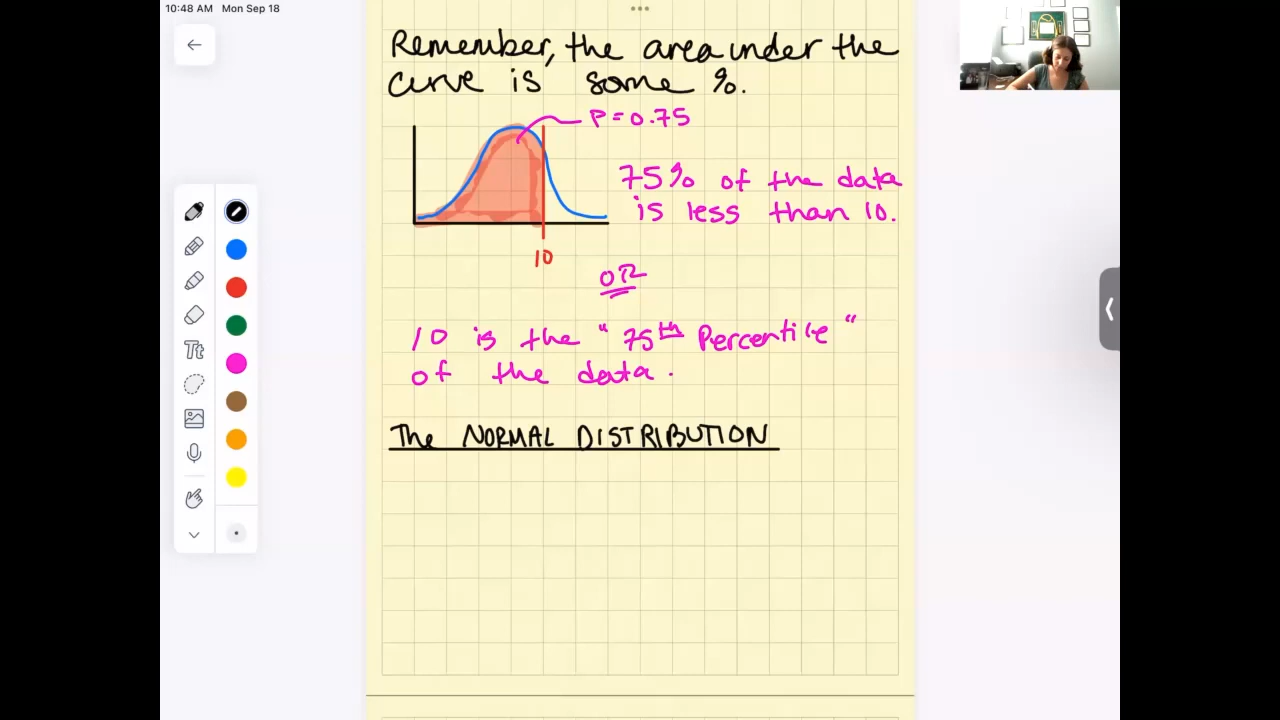 10:48 AM Mon Sep 18
Remember, the area under the
curve is some %.
P = 0.75
75% of the data
is less than 10.
10
OR
10 is the "75th Percentile"
of the data.
The NORMAL DISTRIBUTION
Tt